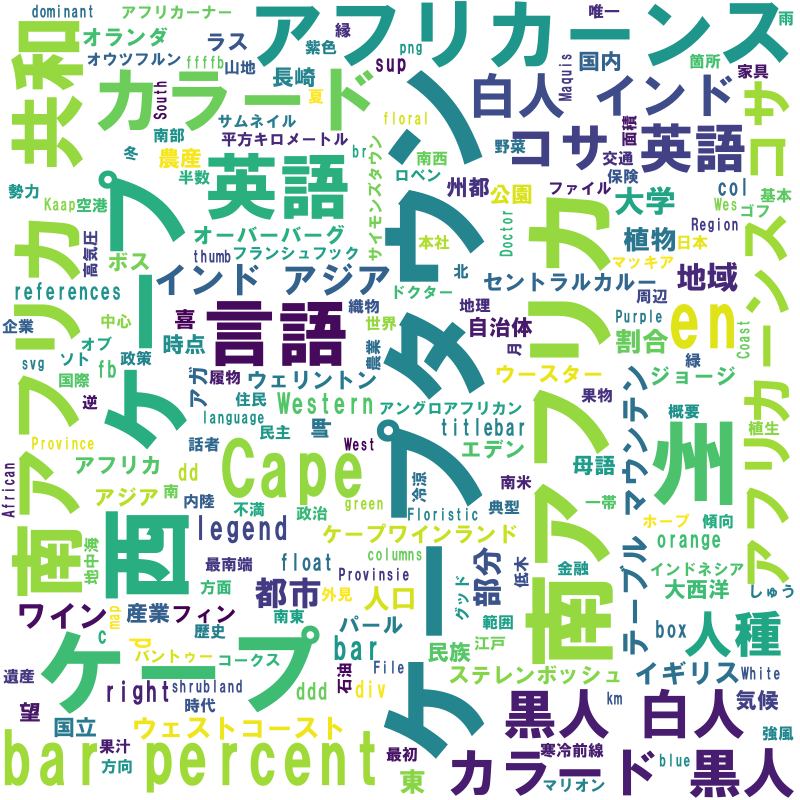 dominant
アフリカーナー
オランダ
オウツフルン
ラス
緑
紫色
png
アフリカーンス
唯一
雨
共和
ffffb
山地
長崎
sup
白人
Maquis
国内
インド
箇所
家具
カラード
South
夏
floral
サムネイル
南部
平方キロメートル
冬
農産
半数
br
南西
ロペン
コサ
野菜
交通
面積
英語
コサ
勢力
Kaap
空港
英語
サイモンズタウン
州都
公園
ファイル
保険
col
大学
Wes
基本
ゴフ
ケープ
高気圧
ボス
オーバーバーグ
フランシュフック
本社
Doctor
植物
日本
Region
マッキア
南アフリカ
references
thumb
インド アジア
織物
ドクター
北
セントラルカルー
地域
周辺
企業
中心
喜
言語
世界
地理
自治体
Purple
en
svg
ソト
オブ
fb
政策
時点
農業
月
割合
緑
Coast
国際
アガ
履物
ウェリントン
ケープタウン
ウースター
果物
ジョージ
逆
住民
Western
アングロアフリカン
概要
language
町
titlebar
植生
Province
話者
民主
West
エデン
テーブル マウンテン
州
African
アフリカ
dd
Cape
冷涼
南米
母語
アフリカーンス
アジア
南
内陸
不満
政治
green
Floristic
典型
一帯
ホープ
傾向
地中海
西
legend
ケープワインランド
orange
最南端
float
columns
低木
金融
インドネシア
方面
都市
Provinsie
部分
南アフリカ
大西洋
しゅう
ワイン
map
産業
フィン
南東
外見
人口
グッド
範囲
c
p
歴史
パール
江戸
box
人種
バントゥー
コークス
bar
民族
遺産
ケープ
石油
File
ステレンボッシュ
イギリス
White
right
shrubland
ddd
div
望
時代
km
気候
国立
ウェストコースト
黒人
白人
強風
果汁
方向
bar percent
最初
寒冷前線
東
カラード
マリオン
blue
黒人